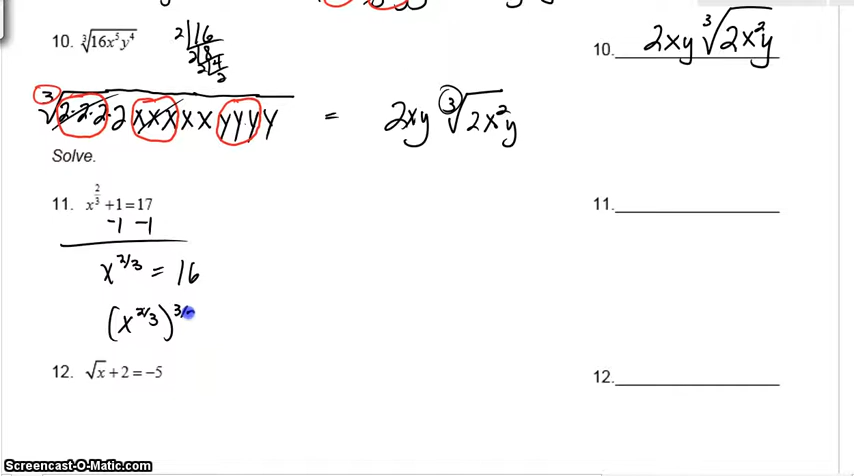 10. ∛16x⁵y⁴
2 16
2 8
2 4
2
10. 2xy ∛2x²y
∛2·2·2·2 xxxxx yyyy = 2xy ∛2x²y
Solve.
11. x^(2/3) +1=17
-1 -1
11.
x^(2/3) = 16
(x^(2/3))^(3/
12. √x + 2 = −5
12.
Screencast-O-Matic.com